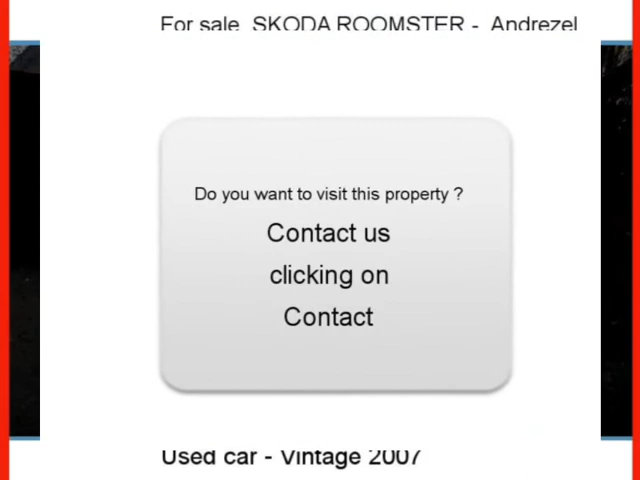 For sale SKODA ROOMSTER - Andrezel
Do you want to visit this property ?
Contact us
clicking on
Contact
Used car - Vintage 2007